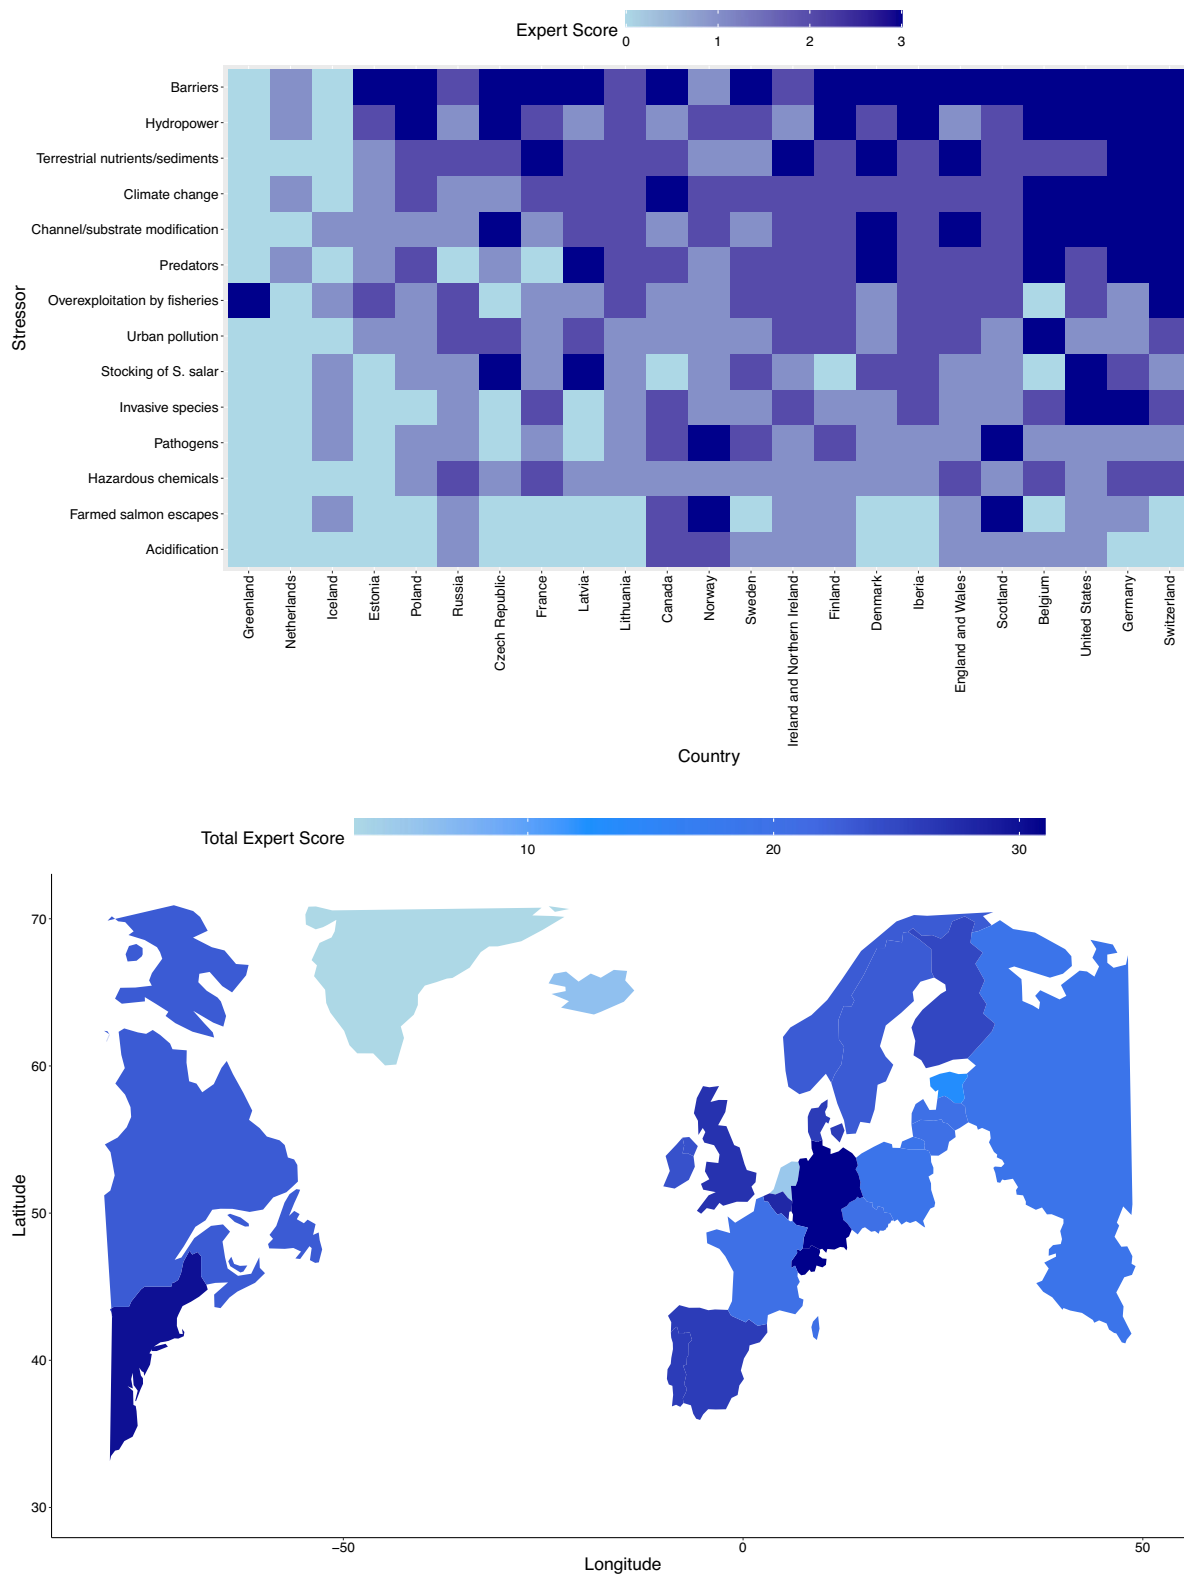 Expert Score
0 1 2 3
Stressor
Barriers
Hydropower
Terrestrial nutrients/sediments
Climate change
Channel/substrate modification
Predators
Overexploitation by fisheries
Urban pollution
Stocking of S. salar
Invasive species
Pathogens
Hazardous chemicals
Farmed salmon escapes
Acidification
Greenland
Netherlands
Iceland
Estonia
Poland
Russia
Czech Republic
France
Latvia
Lithuania
Canada
Norway
Sweden
Ireland and Northern Ireland
Finland
Denmark
Iberia
England and Wales
Scotland
Belgium
United States
Germany
Switzerland
Country
Total Expert Score
10 20 30
Latitude
70
60
50
40
30
−50 0 50
Longitude